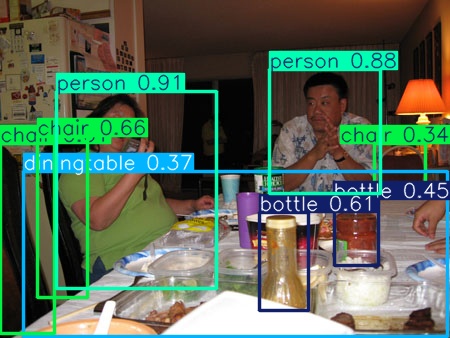 person 0.88
person 0.91
chair 0.66
chair 0.34
diningtable 0.37
bottle 0.45
bottle 0.61